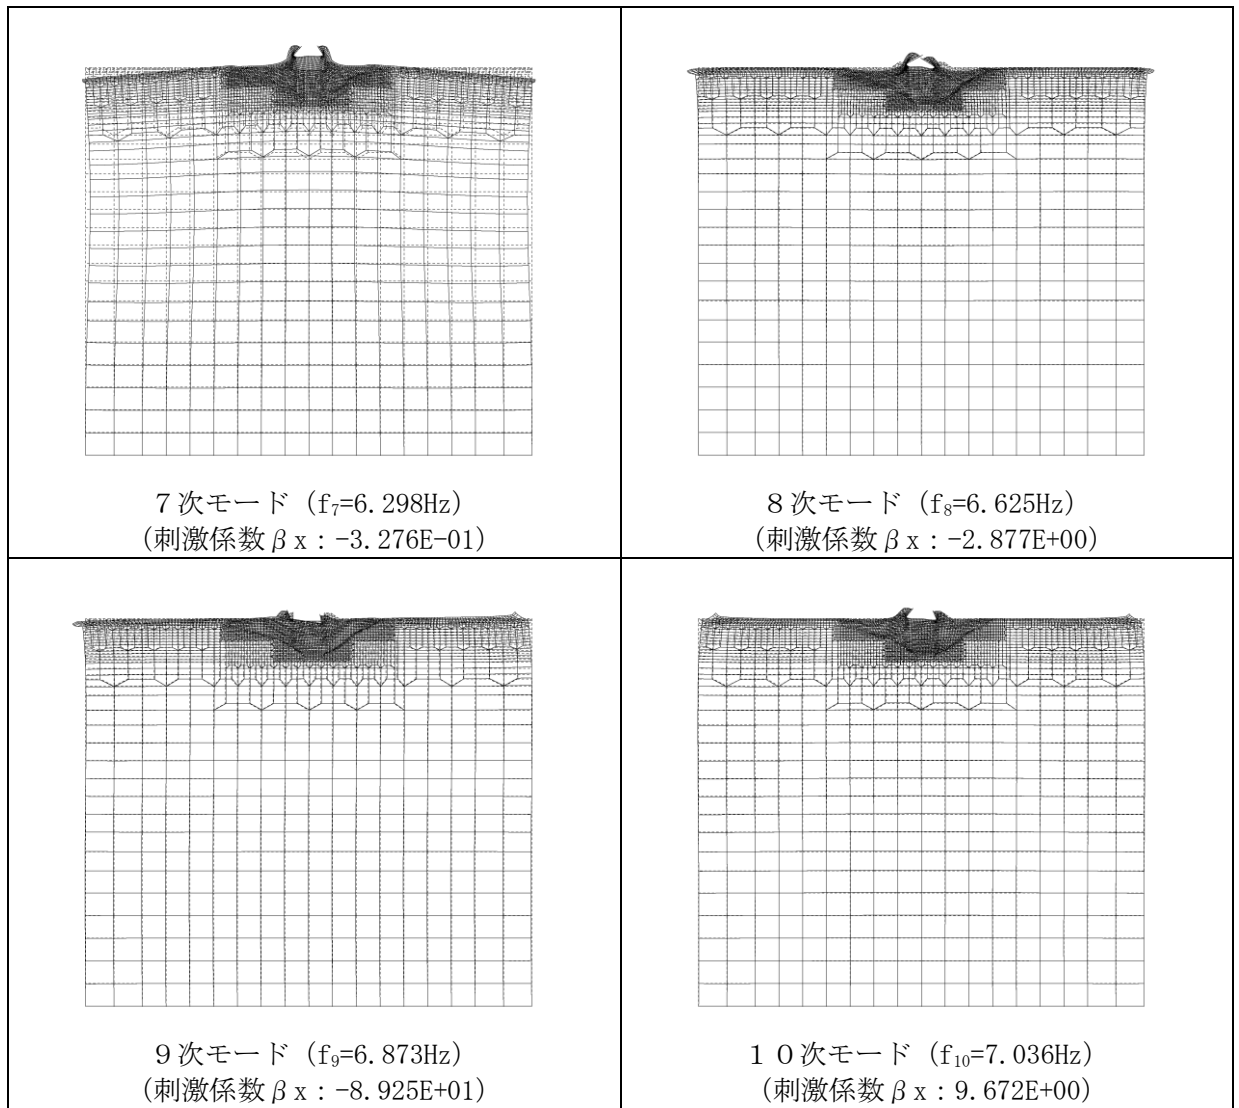 7次モード (f₇=6.298Hz)
(刺激係数βx：-3.276E-01)
8次モード (f₈=6.625Hz)
(刺激係数βx：-2.877E+00)
9次モード (f₉=6.873Hz)
(刺激係数βx：-8.925E+01)
10次モード (f₁₀=7.036Hz)
(刺激係数βx：9.672E+00)